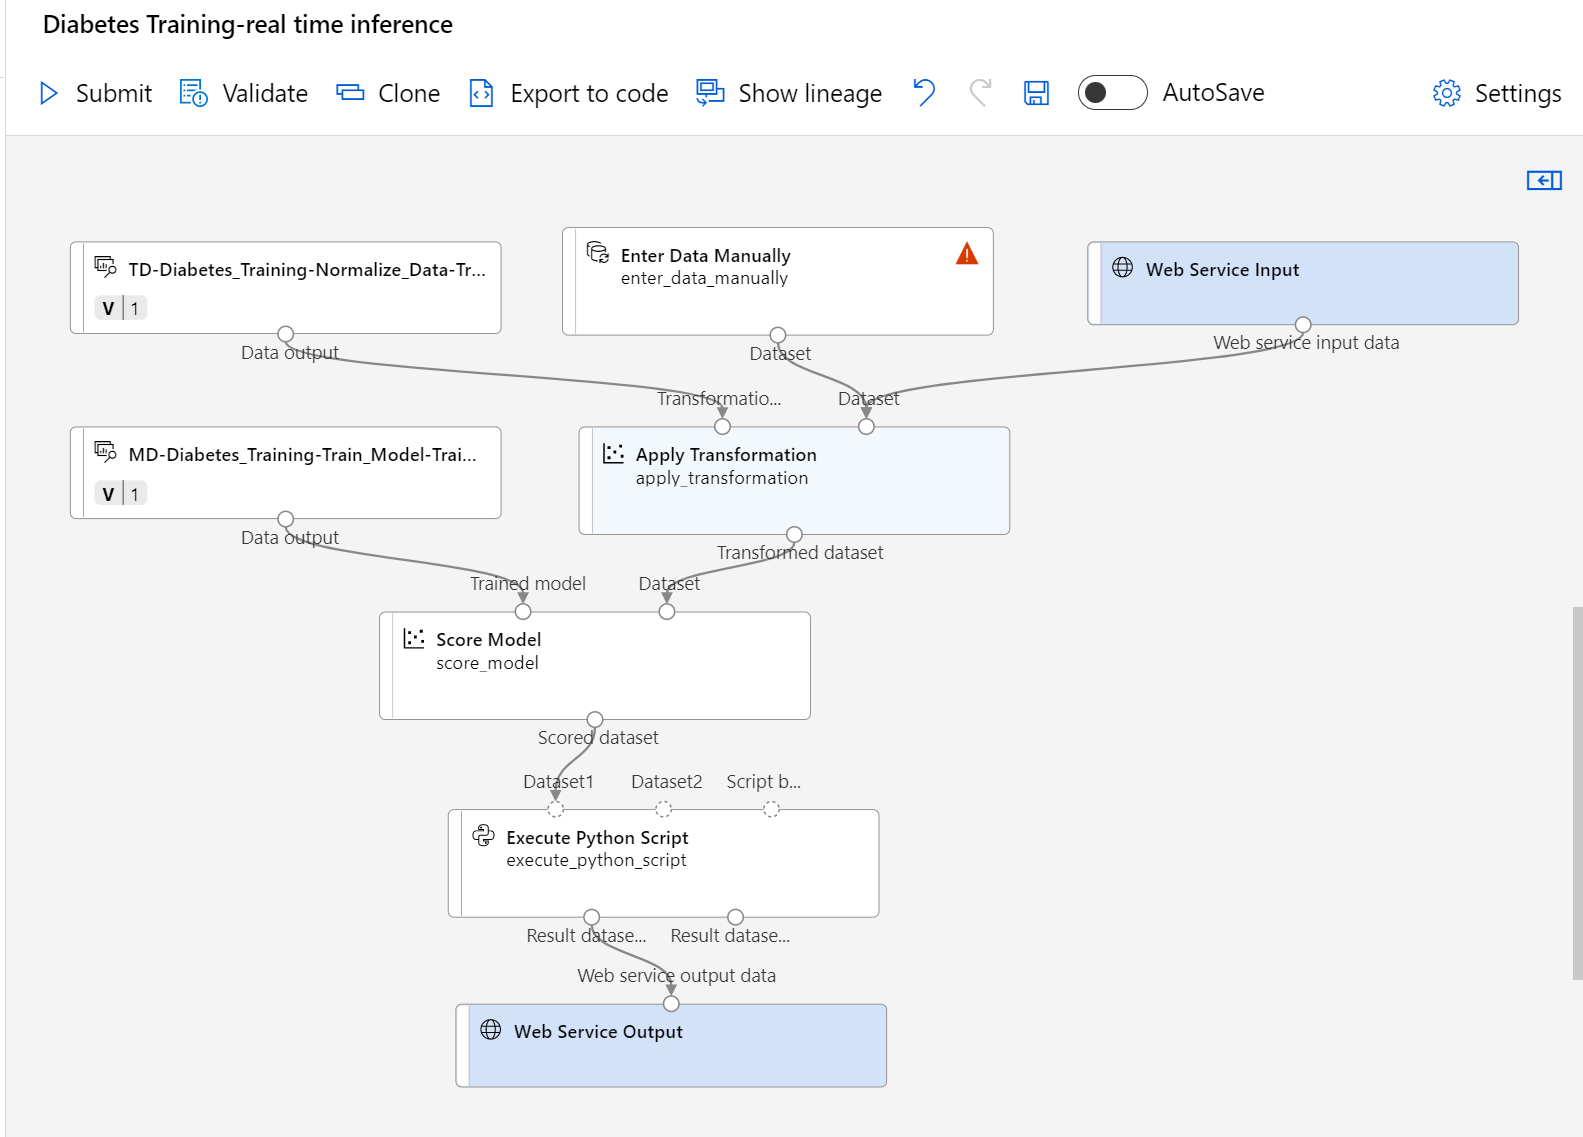 Diabetes Training-real time inference
Submit Validate Clone Export to code Show lineage AutoSave Settings
TD-Diabetes_Training-Normalize_Data-Tr...
V 1
Data output
Enter Data Manually
enter_data_manually
Dataset
Web Service Input
Web service input data
Transformatio... Dataset
MD-Diabetes_Training-Train_Model-Trai...
V 1
Data output
Apply Transformation
apply_transformation
Transformed dataset
Trained model Dataset
Score Model
score_model
Scored dataset
Dataset1 Dataset2 Script b...
Execute Python Script
execute_python_script
Result datase... Result datase...
Web service output data
Web Service Output